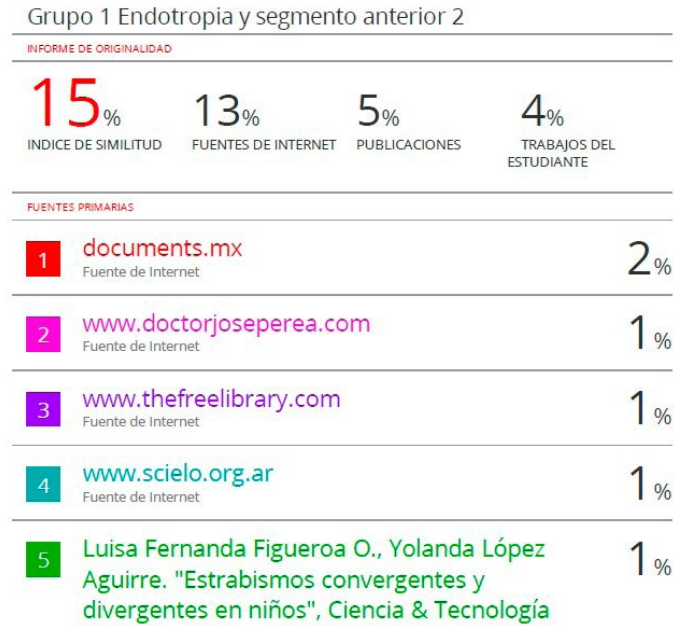 Grupo 1 Endotropia y segmento anterior 2
INFORME DE ORIGINALIDAD
15% 13% 5% 4%
INDICE DE SIMILITUD FUENTES DE INTERNET PUBLICACIONES TRABAJOS DEL
ESTUDIANTE
FUENTES PRIMARIAS
1 documents.mx 2%
Fuente de Internet
2 www.doctorjoseperea.com 1%
Fuente de Internet
3 www.thefreelibrary.com 1%
Fuente de Internet
4 www.scielo.org.ar 1%
Fuente de Internet
5 Luisa Fernanda Figueroa O., Yolanda López 1%
Aguirre. "Estrabismos convergentes y
divergentes en niños", Ciencia & Tecnología